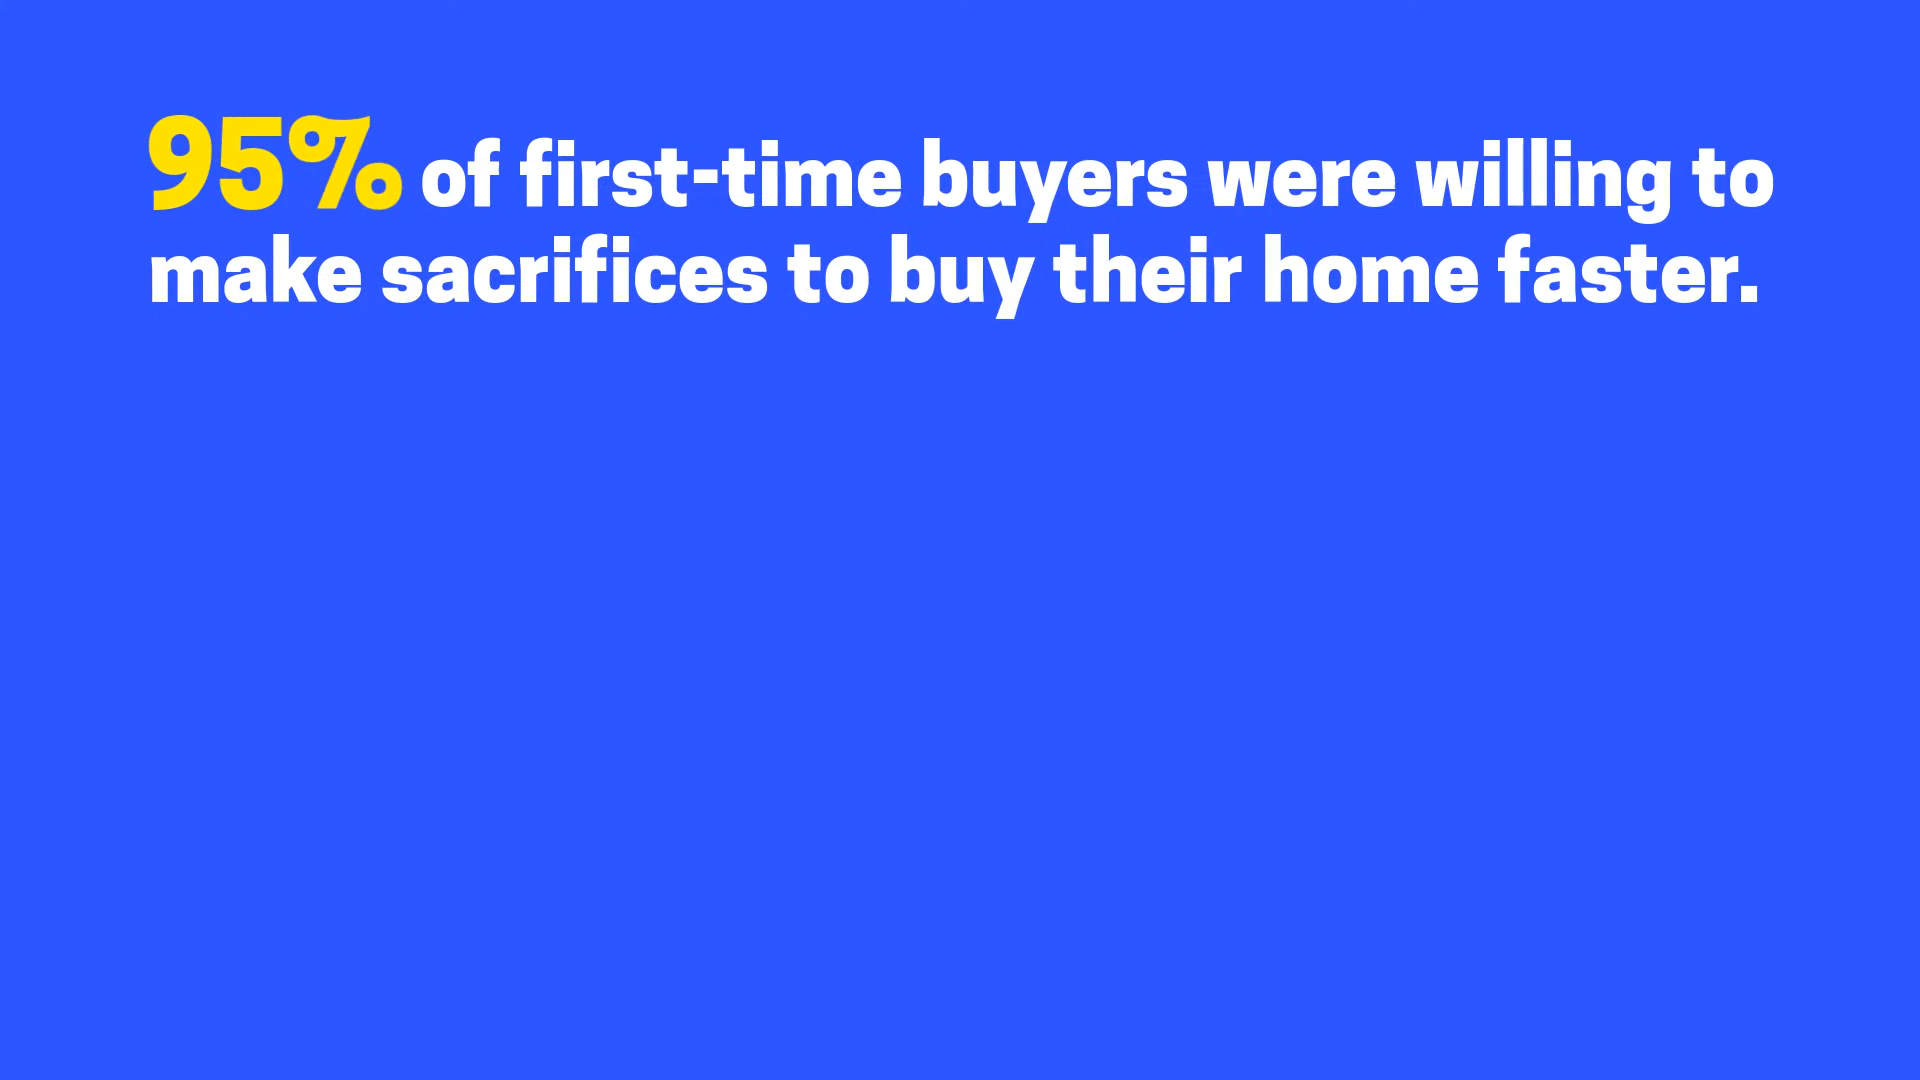 95% of first-time buyers were willing to
make sacrifices to buy their home faster.